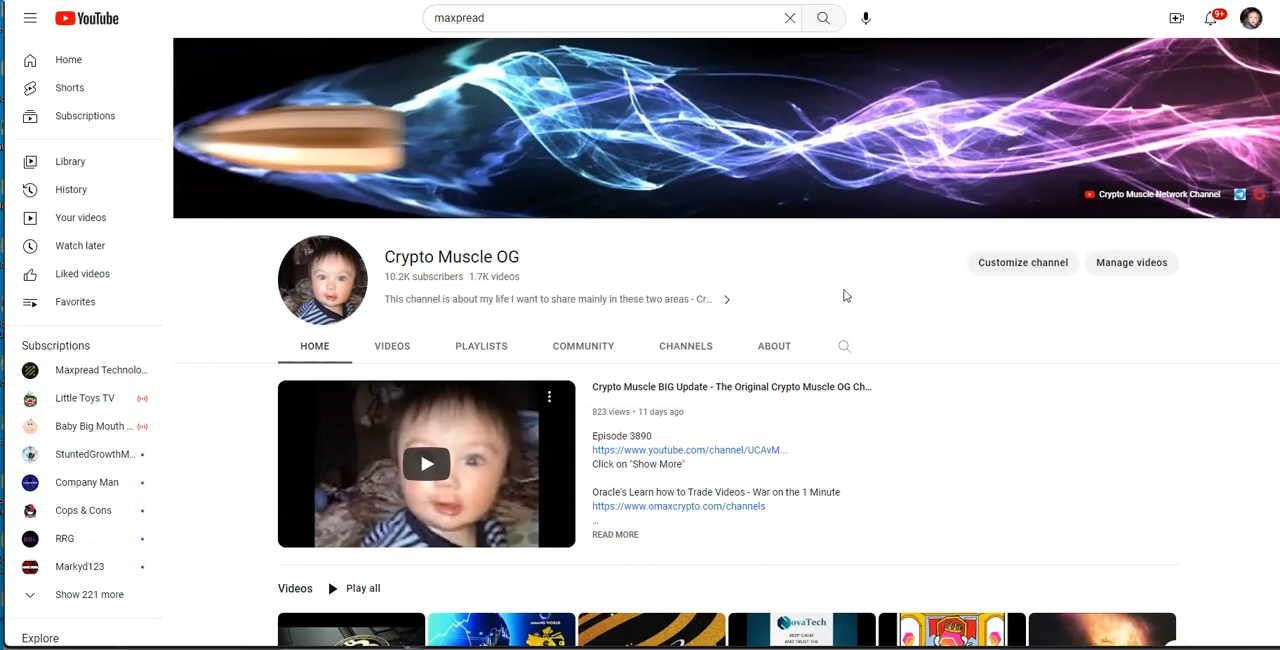 YouTube
maxpread
9+
Home
Shorts
Subscriptions
Library
History
Your videos
Watch later
Liked videos
Favorites
Subscriptions
Maxpread Technolo...
Little Toys TV
Baby Big Mouth ...
StuntedGrowthM...
Company Man
Cops & Cons
RRG
Markyd123
Show 221 more
Explore
Crypto Muscle Network Channel
Crypto Muscle OG
10.2K subscribers 1.7K videos
This channel is about my life I want to share mainly in these two areas - Cr...
Customize channel
Manage videos
HOME VIDEOS PLAYLISTS COMMUNITY CHANNELS ABOUT
Crypto Muscle BIG Update - The Original Crypto Muscle OG Ch...
823 views • 11 days ago
Episode 3890
https://www.youtube.com/channel/UCAvM...
Click on "Show More"
Oracle's Learn how to Trade Videos - War on the 1 Minute
https://www.omaxcrypto.com/channels
...
READ MORE
Videos Play all
NovaTech
KEEP CALM
AND TRUST THE